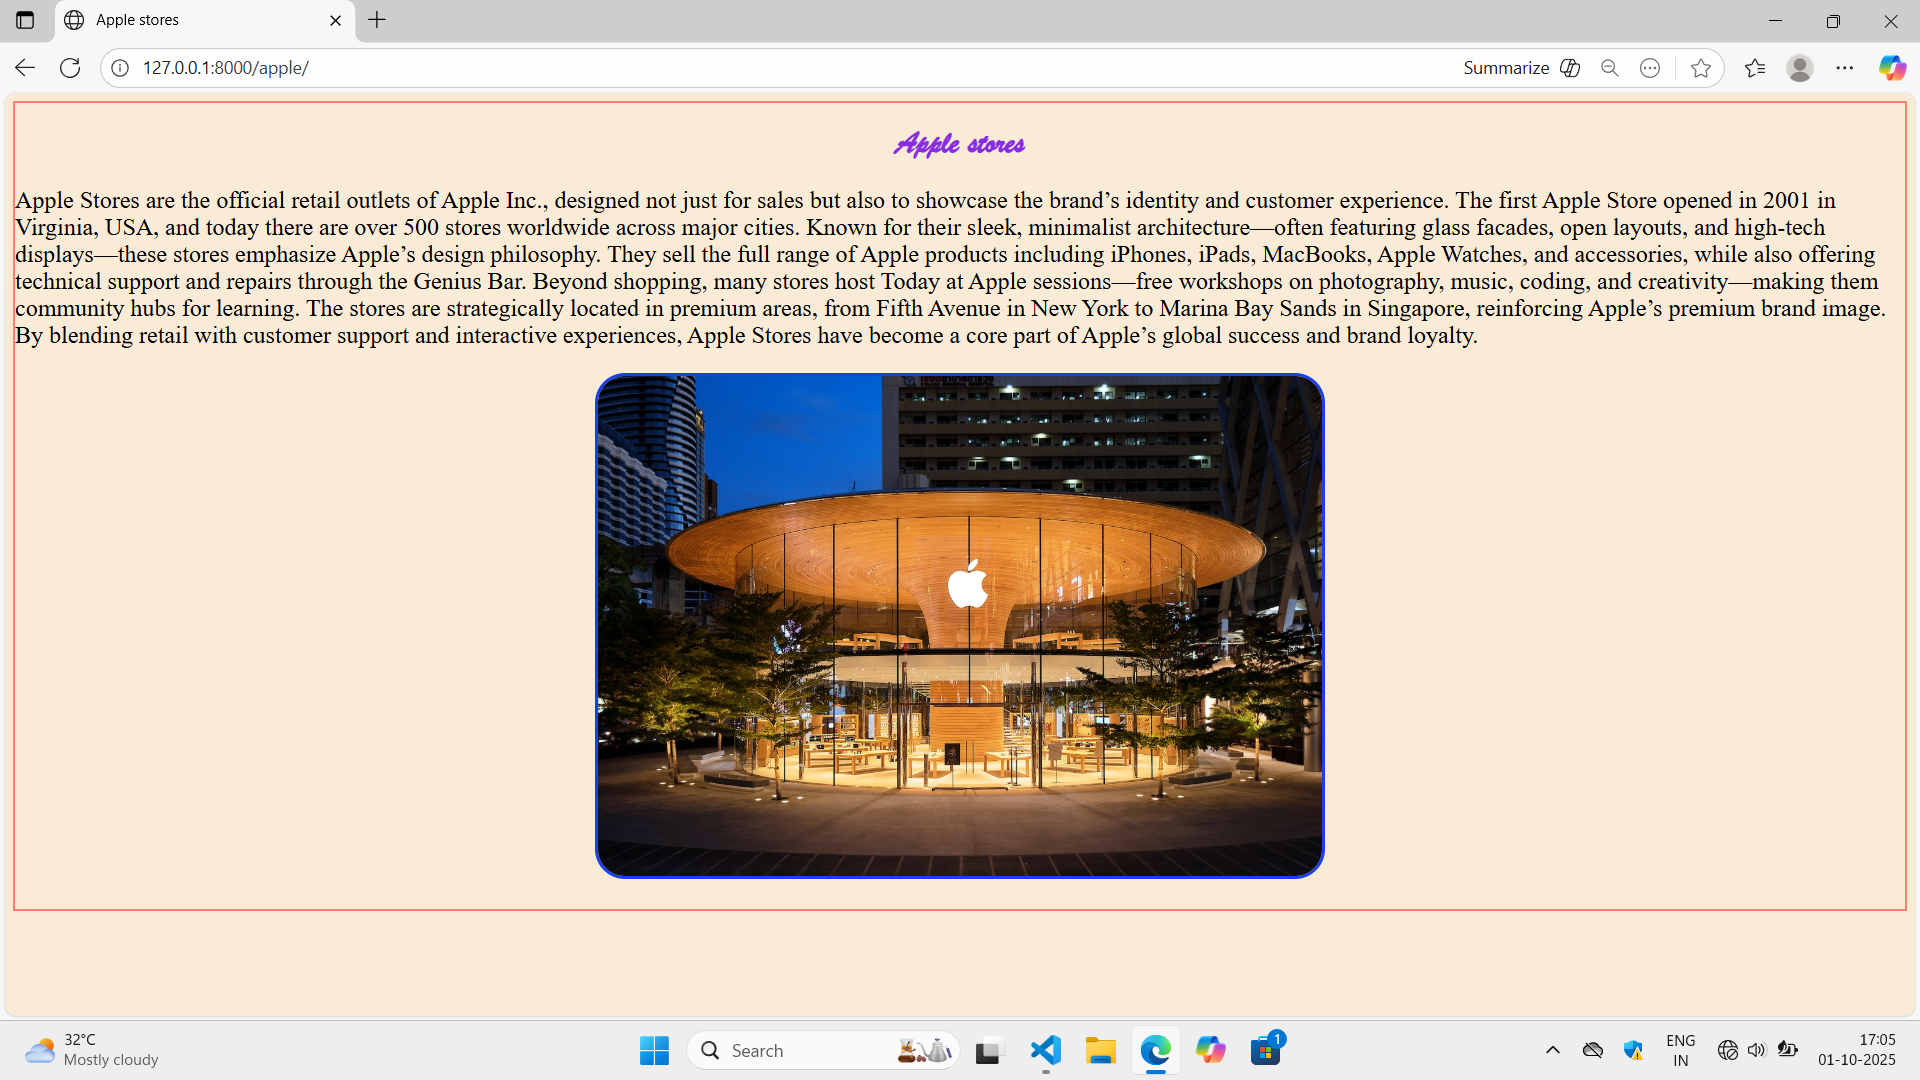 Apple stores
127.0.0.1:8000/apple/
Summarize
Apple stores
Apple Stores are the official retail outlets of Apple Inc., designed not just for sales but also to showcase the brand’s identity and customer experience. The first Apple Store opened in 2001 in
Virginia, USA, and today there are over 500 stores worldwide across major cities. Known for their sleek, minimalist architecture—often featuring glass facades, open layouts, and high-tech
displays—these stores emphasize Apple’s design philosophy. They sell the full range of Apple products including iPhones, iPads, MacBooks, Apple Watches, and accessories, while also offering
technical support and repairs through the Genius Bar. Beyond shopping, many stores host Today at Apple sessions—free workshops on photography, music, coding, and creativity—making them
community hubs for learning. The stores are strategically located in premium areas, from Fifth Avenue in New York to Marina Bay Sands in Singapore, reinforcing Apple’s premium brand image.
By blending retail with customer support and interactive experiences, Apple Stores have become a core part of Apple’s global success and brand loyalty.
32°C
Mostly cloudy
Search
1
ENG
IN
17:05
01-10-2025